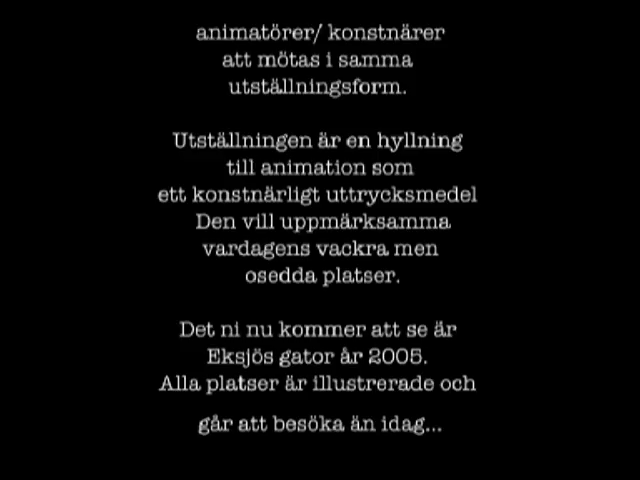 animatörer/ konstnärer
att mötas i samma
utställningsform.
Utställningen är en hyllning
till animation som
ett konstnärligt uttrycksmedel
Den vill uppmärksamma
vardagens vackra men
osedda platser.
Det ni nu kommer att se är
Eksjös gator år 2005.
Alla platser är illustrerade och
går att besöka än idag...